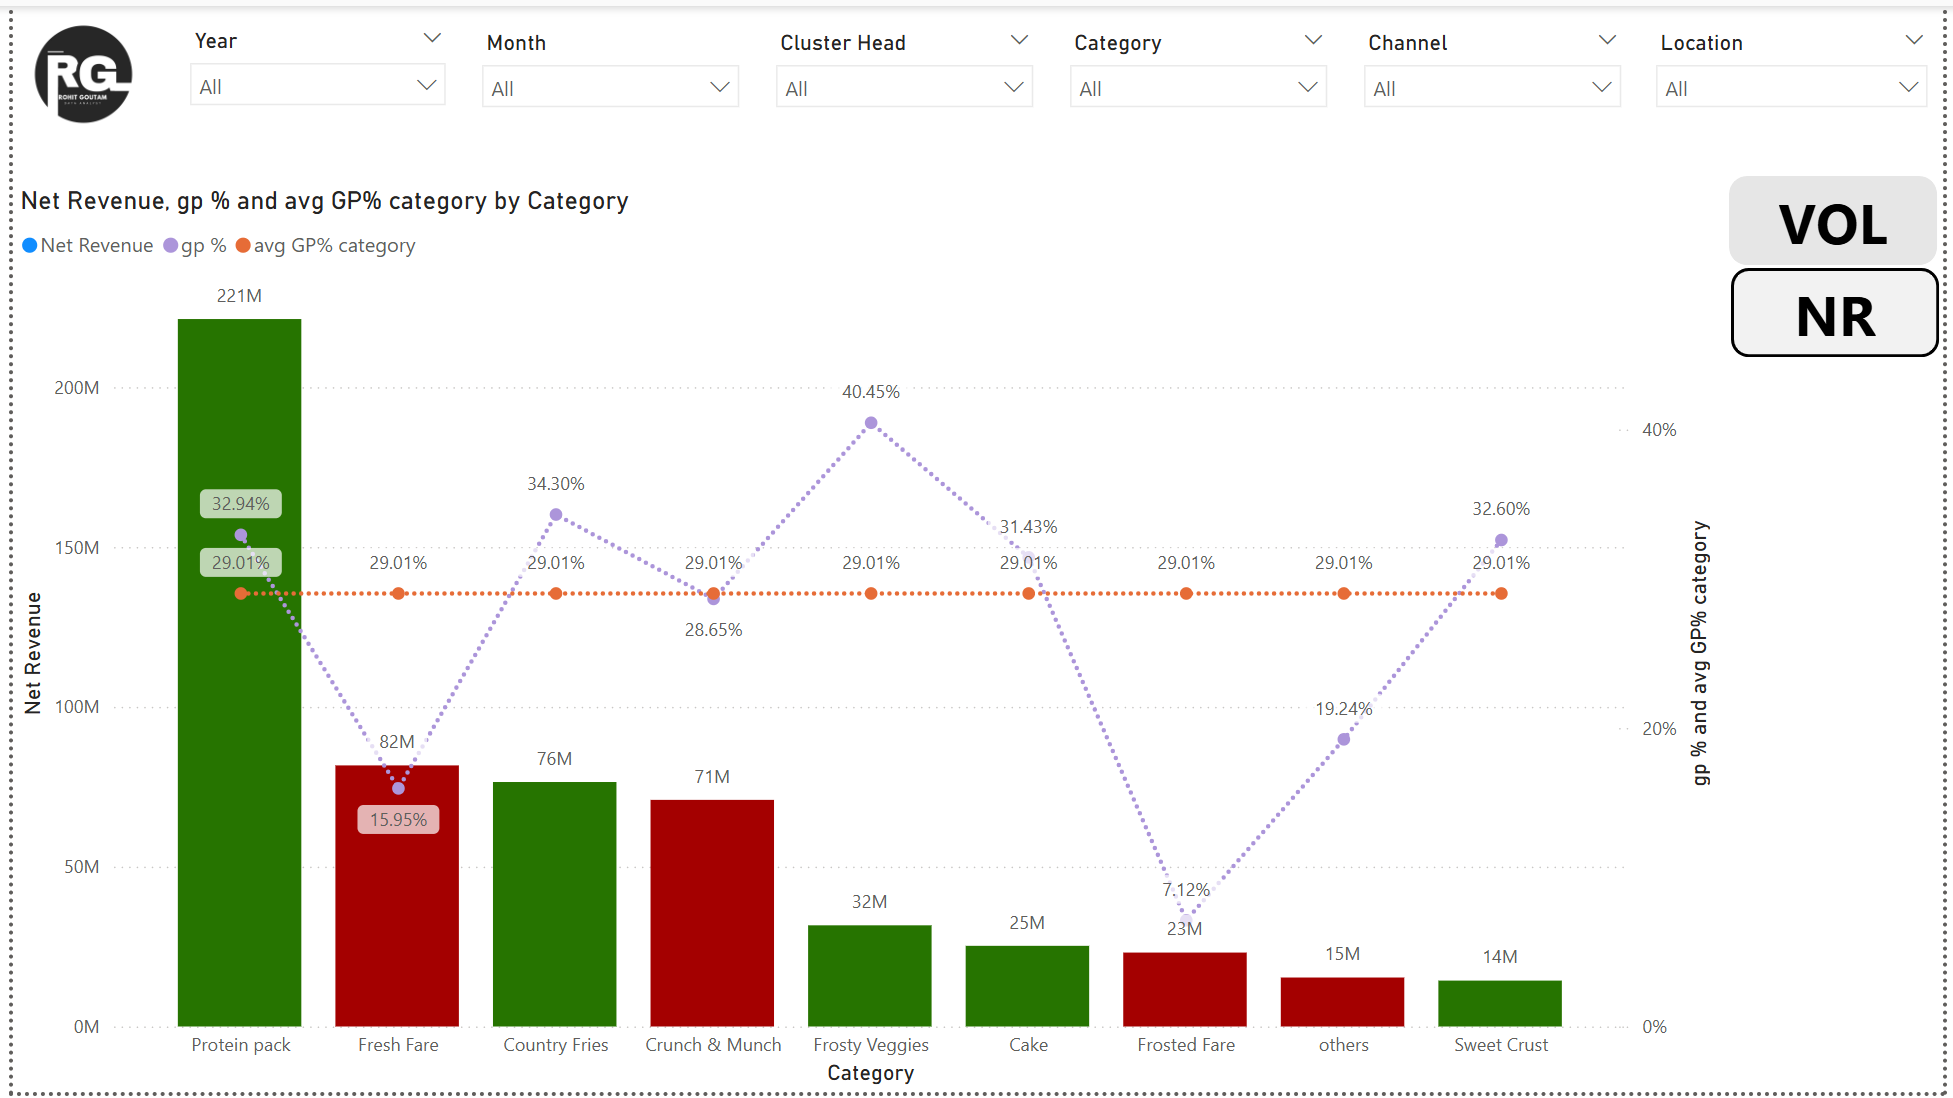 RG
ROHIT GOUTAM
DATA ANALYST
Year
All
Month
All
Cluster Head
All
Category
All
Channel
All
Location
All
Net Revenue, gp % and avg GP% category by Category
Net Revenue gp % avg GP% category
VOL
NR
221M
200M
40.45%
40%
34.30%
32.94%
32.60%
31.43%
150M
29.01% 29.01% 29.01% 29.01% 29.01% 29.01% 29.01% 29.01% 29.01%
28.65%
Net Revenue
gp % and avg GP% category
100M
19.24%
20%
82M
76M
71M
15.95%
50M
7.12%
32M
25M
23M
15M
14M
0M
0%
Protein pack Fresh Fare Country Fries Crunch & Munch Frosty Veggies Cake Frosted Fare others Sweet Crust
Category